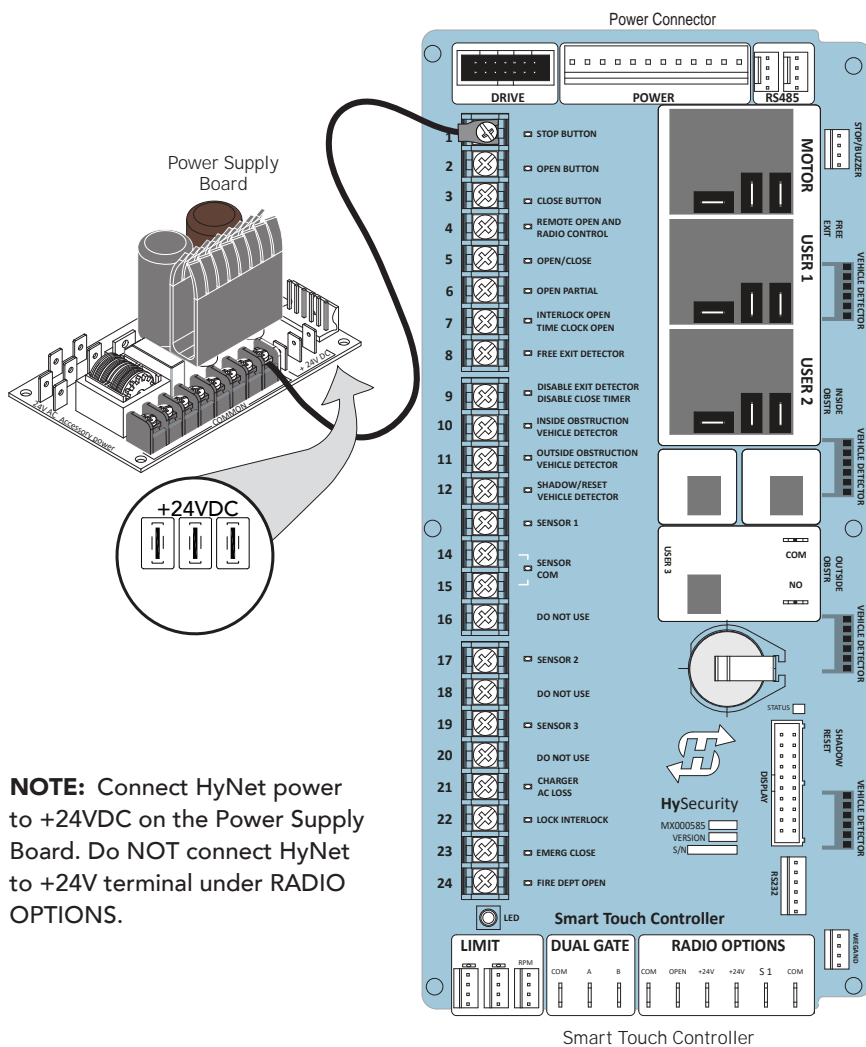 Power Connector
DRIVE
POWER
RS485
1
STOP BUTTON
2
OPEN BUTTON
3
CLOSE BUTTON
4
REMOTE OPEN AND
RADIO CONTROL
5
OPEN/CLOSE
6
OPEN PARTIAL
7
INTERLOCK OPEN
TIME CLOCK OPEN
8
FREE EXIT DETECTOR
9
DISABLE EXIT DETECTOR
DISABLE CLOSE TIMER
10
INSIDE OBSTRUCTION
VEHICLE DETECTOR
11
OUTSIDE OBSTRUCTION
VEHICLE DETECTOR
12
SHADOW/RESET
VEHICLE DETECTOR
SENSOR 1
14
15
SENSOR
COM
16
DO NOT USE
17
SENSOR 2
18
DO NOT USE
19
SENSOR 3
20
DO NOT USE
21
CHARGER
AC LOSS
22
LOCK INTERLOCK
23
EMERG CLOSE
24
FIRE DEPT OPEN
LED
MOTOR
USER 1
USER 2
USER 3
COM
NO
STOP/BUZZER
FREE
EXIT
VEHICLE DETECTOR
INSIDE
OBSTR
VEHICLE DETECTOR
OUTSIDE
OBSTR
VEHICLE DETECTOR
SHADOW
RESET
VEHICLE DETECTOR
STATUS
DISPLAY
RS232
WIEGAND
HySecurity
MX000585
VERSION
S/N
Smart Touch Controller
LIMIT
RPM
DUAL GATE
COM A B
RADIO OPTIONS
COM OPEN +24V +24V S 1 COM
Smart Touch Controller
Power Supply
Board
24V AC Accessory power
COMMON
+ 24V DC
+24VDC
NOTE: Connect HyNet power
to +24VDC on the Power Supply
Board. Do NOT connect HyNet
to +24V terminal under RADIO
OPTIONS.